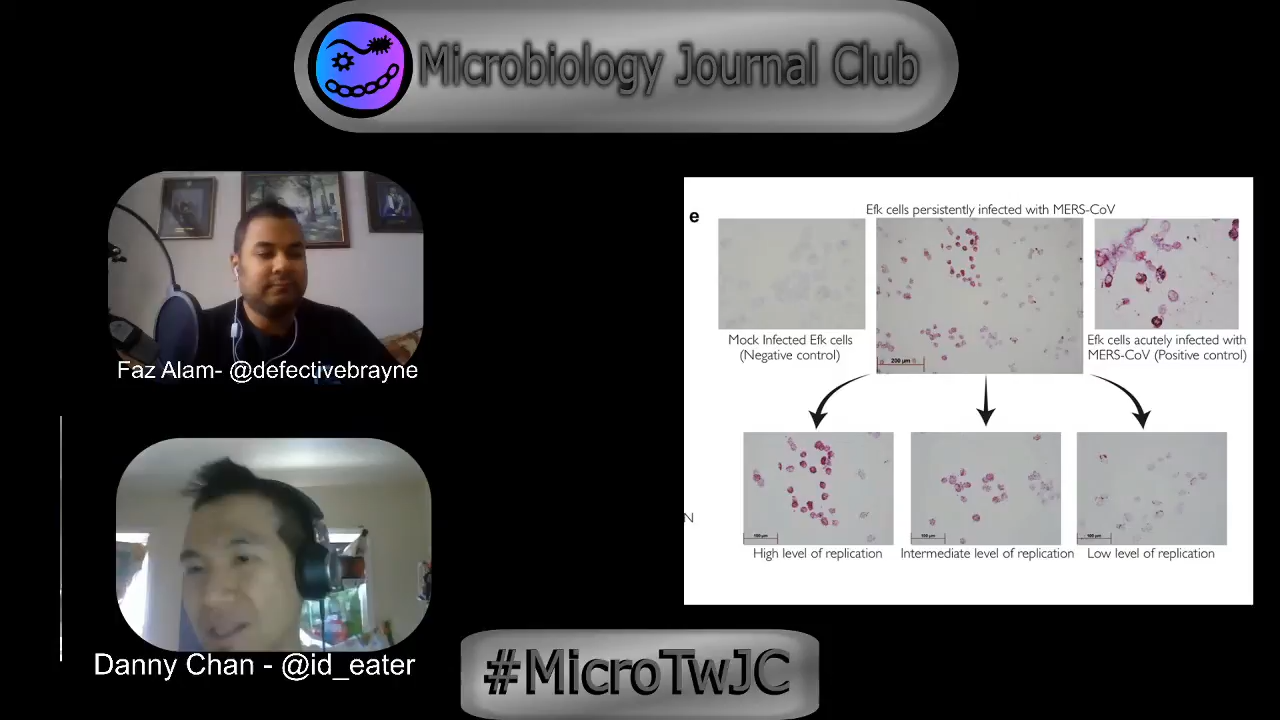 Microbiology Journal Club
Faz Alam- @defectivebrayne
Danny Chan - @id_eater
e
Efk cells persistently infected with MERS-CoV
Mock Infected Efk cells
(Negative control)
200 µm
Efk cells acutely infected with
MERS-CoV (Positive control)
N
High level of replication
Intermediate level of replication
Low level of replication
#MicroTwJC